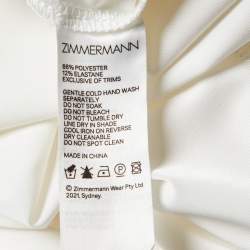 ZIMMERMANN
88% POLYESTER
12% ELASTANE
EXCLUSIVE OF TRIMS
GENTLE COLD HAND WASH
SEPARATELY
DO NOT SOAK
DO NOT BLEACH
DO NOT TUMBLE DRY
LINE DRY IN SHADE
COOL IRON ON REVERSE
DRY CLEANABLE
DO NOT SPOT CLEAN
MADE IN CHINA
© Zimmermann Wear Pty Ltd
2021, Sydney.